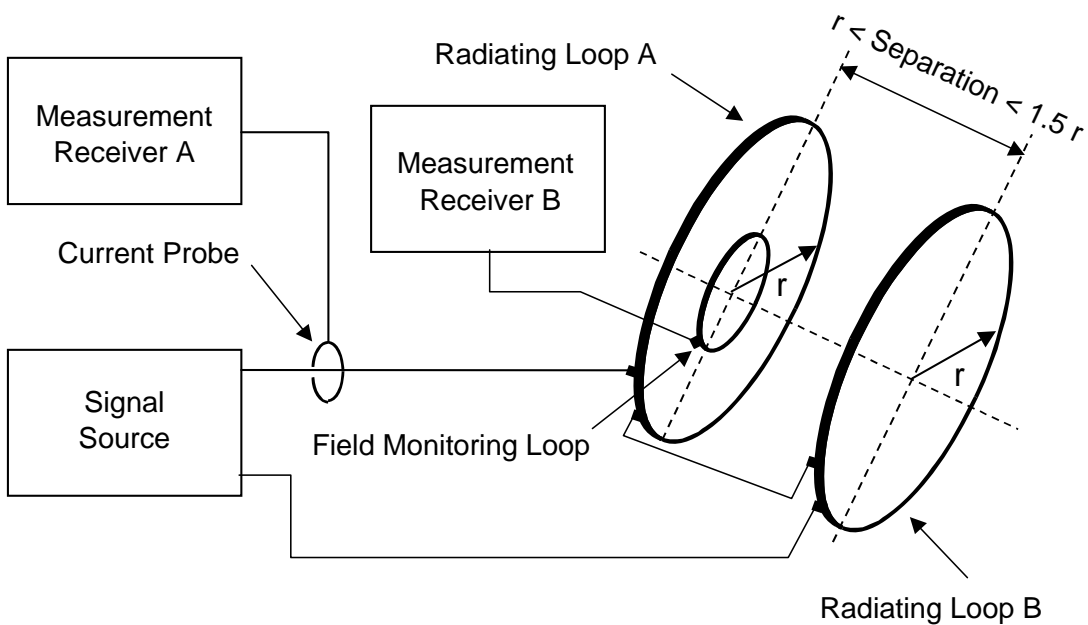 r < Separation < 1.5 r
Radiating Loop A
Measurement
Receiver A
Measurement
Receiver B
Current Probe
r
r
Signal
Source
Field Monitoring Loop
Radiating Loop B